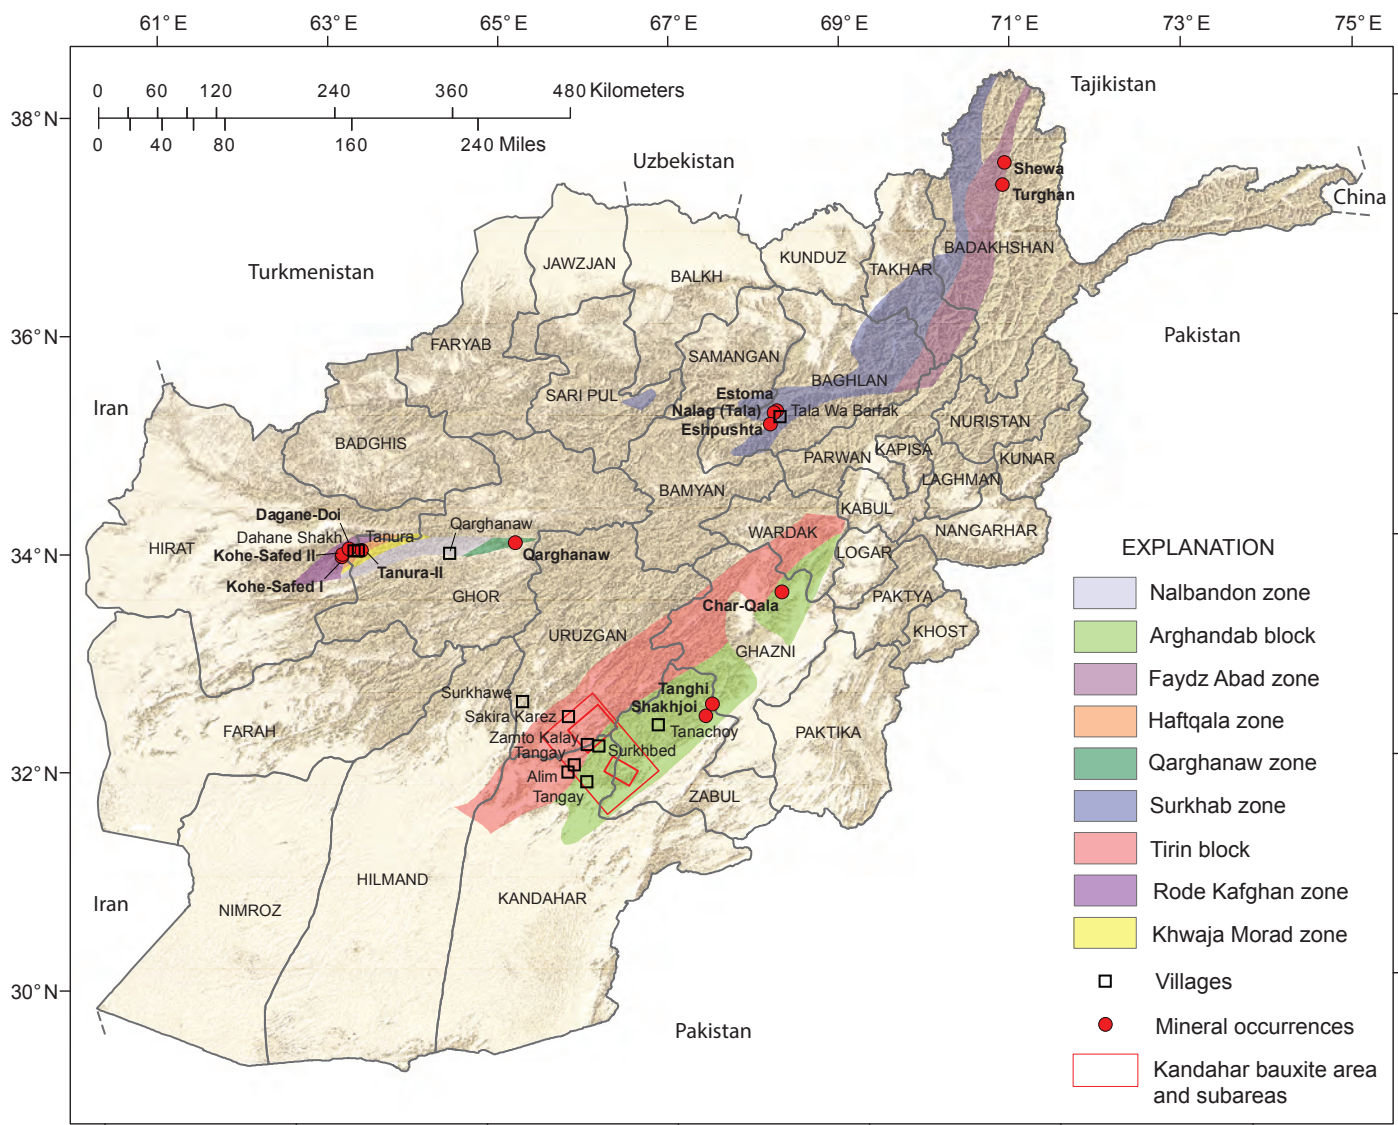 61° E 63° E 65° E 67° E 69° E 71° E 73° E 75° E
38° N
36° N
34° N
32° N
30° N
0 60 120 240 360 480 Kilometers
0 40 80 160 240 Miles
Tajikistan
Uzbekistan
China
Turkmenistan
Pakistan
Iran
Iran
Pakistan
Shewa
Turghan
BADAKHSHAN
KUNDUZ
TAKHAR
JAWZJAN
BALKH
FARYAB
SAMANGAN
SARI PUL
BAGHLAN
Estoma
Nalag (Tala)
Tala Wa Barfak
Eshpushta
NURISTAN
BADGHIS
PARWAN
KAPISA
KUNAR
LAGHMAN
BAMYAN
KABUL
WARDAK
NANGARHAR
LOGAR
Dagane-Doi
Dahane Shakh
Tanura
Qarghanaw
HIRAT
Kohe-Safed II
Qarghanaw
Tanura-II
Kohe-Safed I
GHOR
Char-Qala
PAKTYA
KHOST
URUZGAN
GHAZNI
Surkhawe
Tanghi
Shakhjoi
Sakira Karez
Zamto Kalay
Tanachoy
Tangay
Surkhbed
FARAH
PAKTIKA
Alim
Tangay
ZABUL
HILMAND
KANDAHAR
NIMROZ
EXPLANATION
Nalbandon zone
Arghandab block
Faydz Abad zone
Haftqala zone
Qarghanaw zone
Surkhab zone
Tirin block
Rode Kafghan zone
Khwaja Morad zone
Villages
Mineral occurrences
Kandahar bauxite area
and subareas